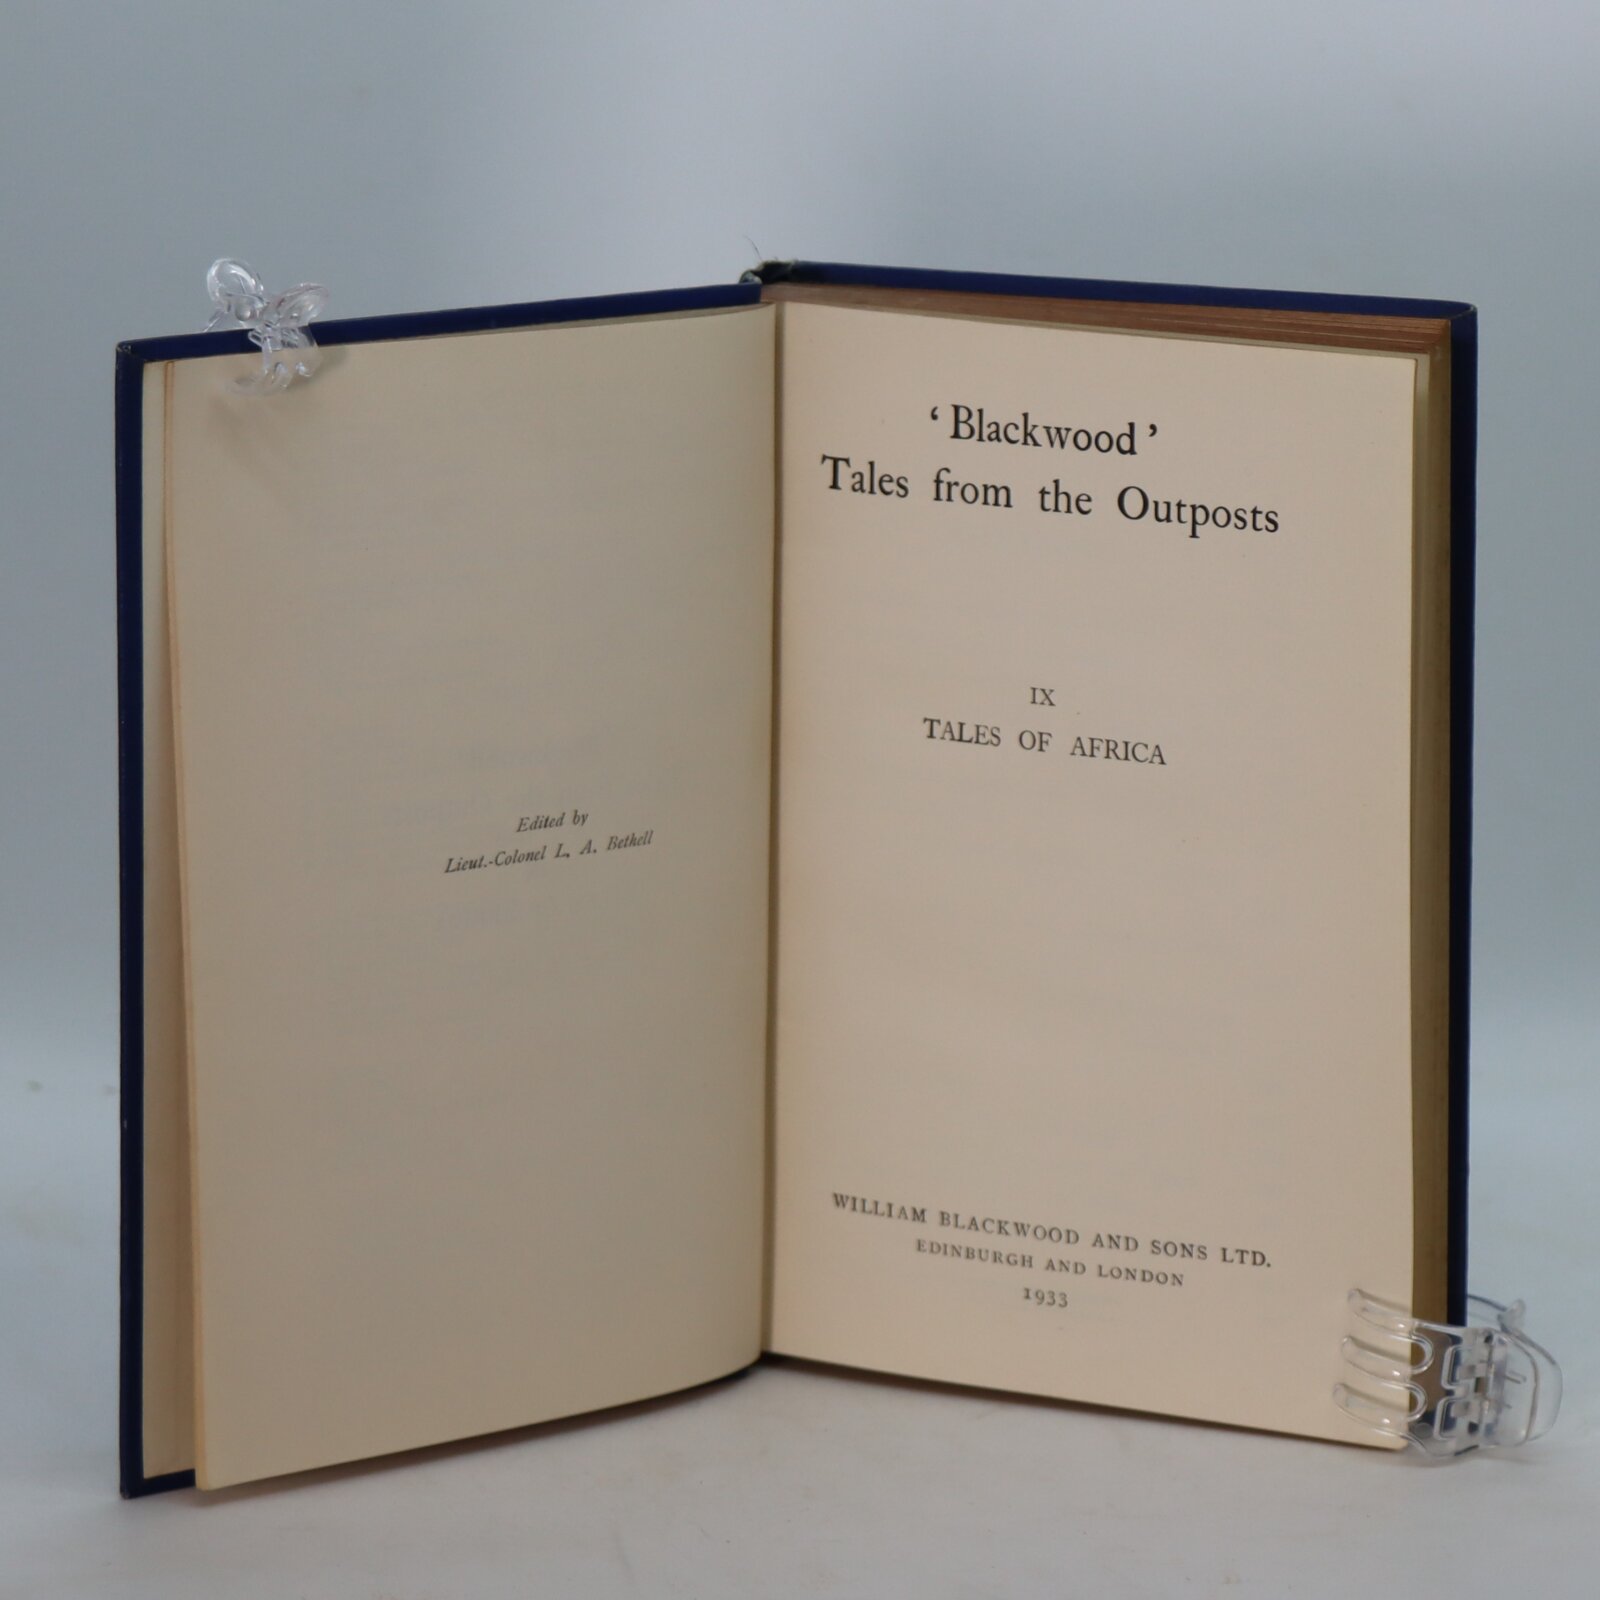 Edited by
Lieut.-Colonel L. A. Bethell
‘Blackwood’
Tales from the Outposts
IX
TALES OF AFRICA
WILLIAM BLACKWOOD AND SONS LTD.
EDINBURGH AND LONDON
1933